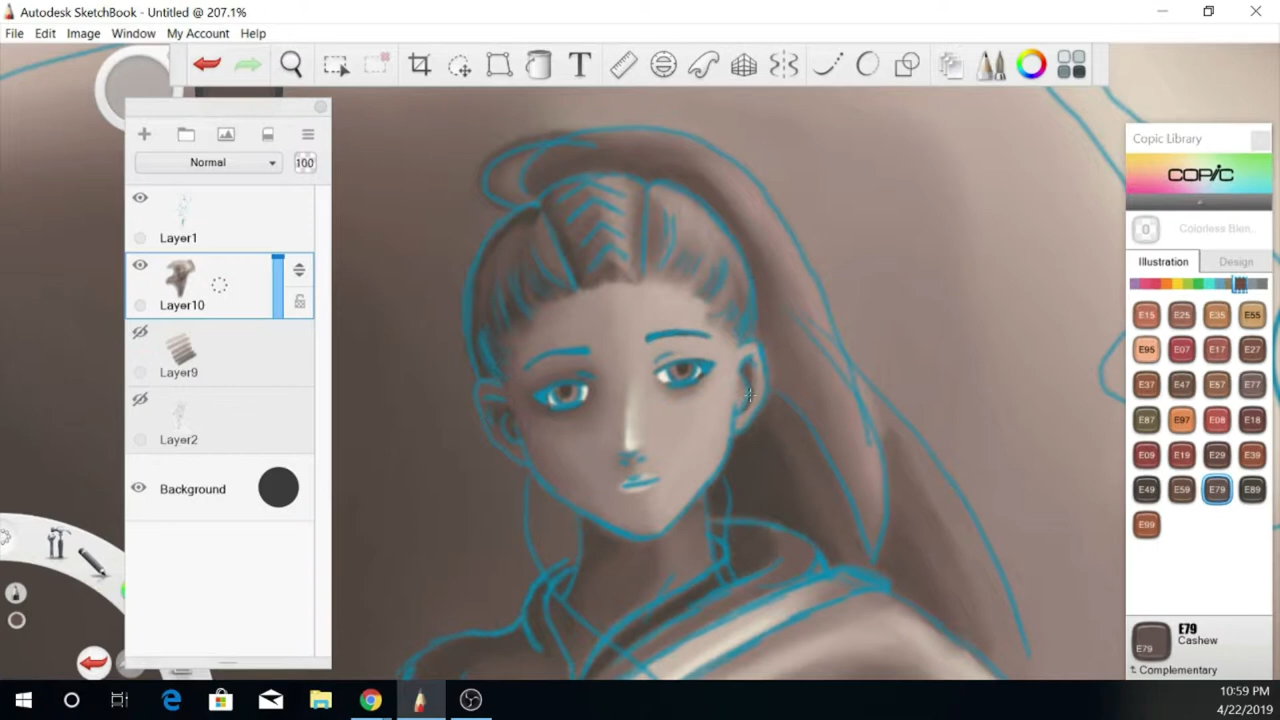 Autodesk SketchBook - Untitled @ 207.1%
File Edit Image Window My Account Help
T
Normal 100
Layer1
Layer10
Layer9
Layer2
Background
Copic Library
COPIC
0 Colorless Blen..
Illustration Design
E15 E25 E35 E55
E95 E07 E17 E27
E37 E47 E57 E77
E87 E97 E08 E18
E09 E19 E29 E39
E49 E59 E79 E89
E99
E79
Cashew
E79
Complementary
10:59 PM
4/22/2019